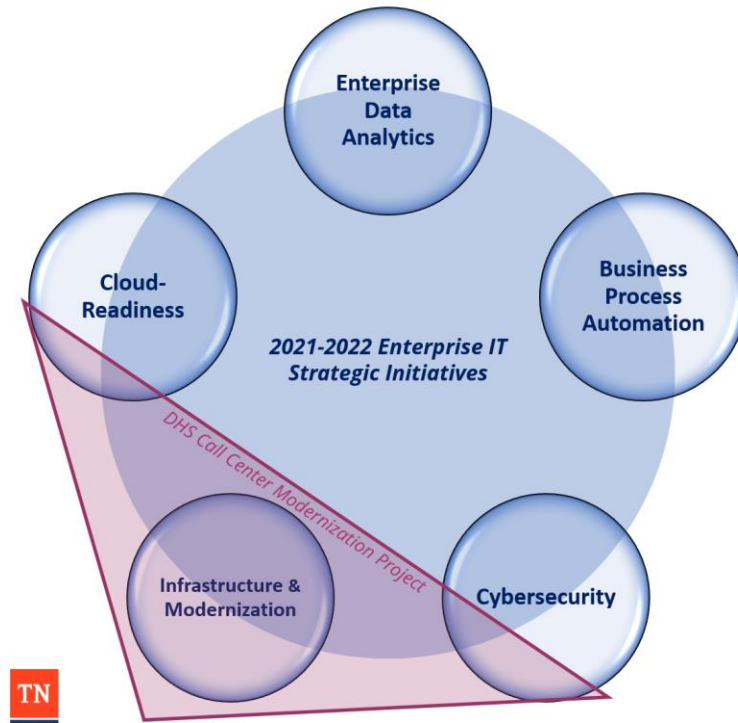 Enterprise
Data
Analytics
Cloud-
Readiness
Business
Process
Automation
2021-2022 Enterprise IT
Strategic Initiatives
DHS Call Center Modernization Project
Infrastructure &
Modernization
Cybersecurity
TN